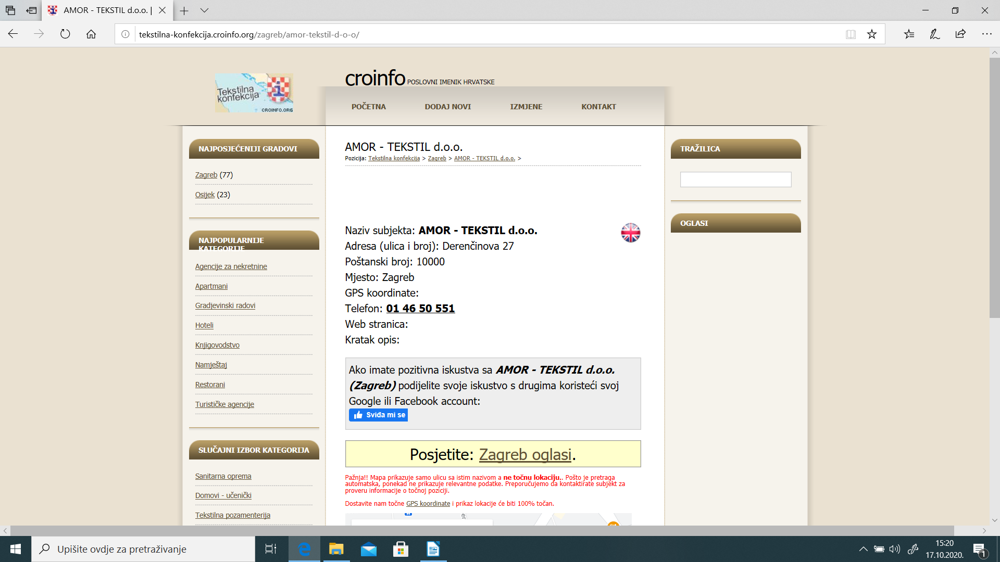 AMOR - TEKSTIL d.o.o. |
tekstilna-konfekcija.croinfo.org/zagreb/amor-tekstil-d-o-o/
Tekstilna
konfekcija
CROINFO.ORG
croinfo POSLOVNI IMENIK HRVATSKE
POČETNA DODAJ NOVI IZMJENE KONTAKT
NAJPOSJEĆENIJI GRADOVI
Zagreb (77)
Osijek (23)
NAJPOPULARNIJE
KATEGORIJE
Agencije za nekretnine
Apartmani
Gradjevinski radovi
Hoteli
Knjigovodstvo
Namještaj
Restorani
Turističke agencije
SLUČAJNI IZBOR KATEGORIJA
Sanitarna oprema
Domovi - učenički
Tekstilna pozamenterija
AMOR - TEKSTIL d.o.o.
Pozicija: Tekstilna konfekcija > Zagreb > AMOR - TEKSTIL d.o.o. >
Naziv subjekta: AMOR - TEKSTIL d.o.o.
Adresa (ulica i broj): Derenčinova 27
Poštanski broj: 10000
Mjesto: Zagreb
GPS koordinate:
Telefon: 01 46 50 551
Web stranica:
Kratak opis:
Ako imate pozitivna iskustva sa AMOR - TEKSTIL d.o.o.
(Zagreb) podijelite svoje iskustvo s drugima koristeći svoj
Google ili Facebook account:
Sviđa mi se
Posjetite: Zagreb oglasi.
Pažnja!! Mapa prikazuje samo ulicu sa istim nazivom a ne točnu lokaciju.. Pošto je pretraga
automatska, ponekad ne prikazuje relevantne podatke. Preporučujemo da kontaktirate subjekt za
proveru informacije o točnoj poziciji.
Dostavite nam točne GPS koordinate i prikaz lokacije će biti 100% točan.
TRAŽILICA
OGLASI
Upišite ovdje za pretraživanje
15:20
17.10.2020.
1